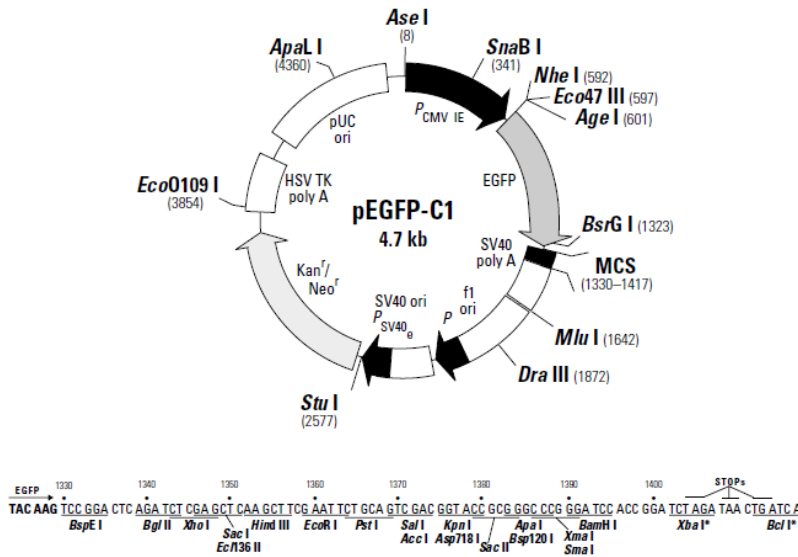 Ase I
(8)
ApaL I
(4360)
SnaB I
(341)
Nhe I (592)
Eco47 III (597)
Age I (601)
P CMV IE
pUC
ori
EcoO109 I
(3854)
HSV TK
poly A
EGFP
pEGFP-C1
4.7 kb
BsrG I (1323)
SV40
poly A
MCS
(1330–1417)
Kan r /
Neo r
SV40 ori
P SV40 e
f1
ori
P
Mlu I (1642)
Dra III (1872)
Stu I
(2577)
EGFP 1330 1340 1350 1360 1370 1380 1390 1400 STOPs
TAC AAG TCC GGA CTC AGA TCT CGA GCT CAA GCT TCG AAT TCT GCA GTC GAC GGT ACC GCG GGC CCG GGA TCC ACC GGA TCT AGA TAA CTG ATC A
BspE I Bgl II Xho I Hind III EcoR I Pst I Sal I Kpn I Apa I BamH I Xba I* Bcl I*
Sac I Acc I Asp718 I Bsp120 I Xma I
Ecl136 II Sac II Sma I